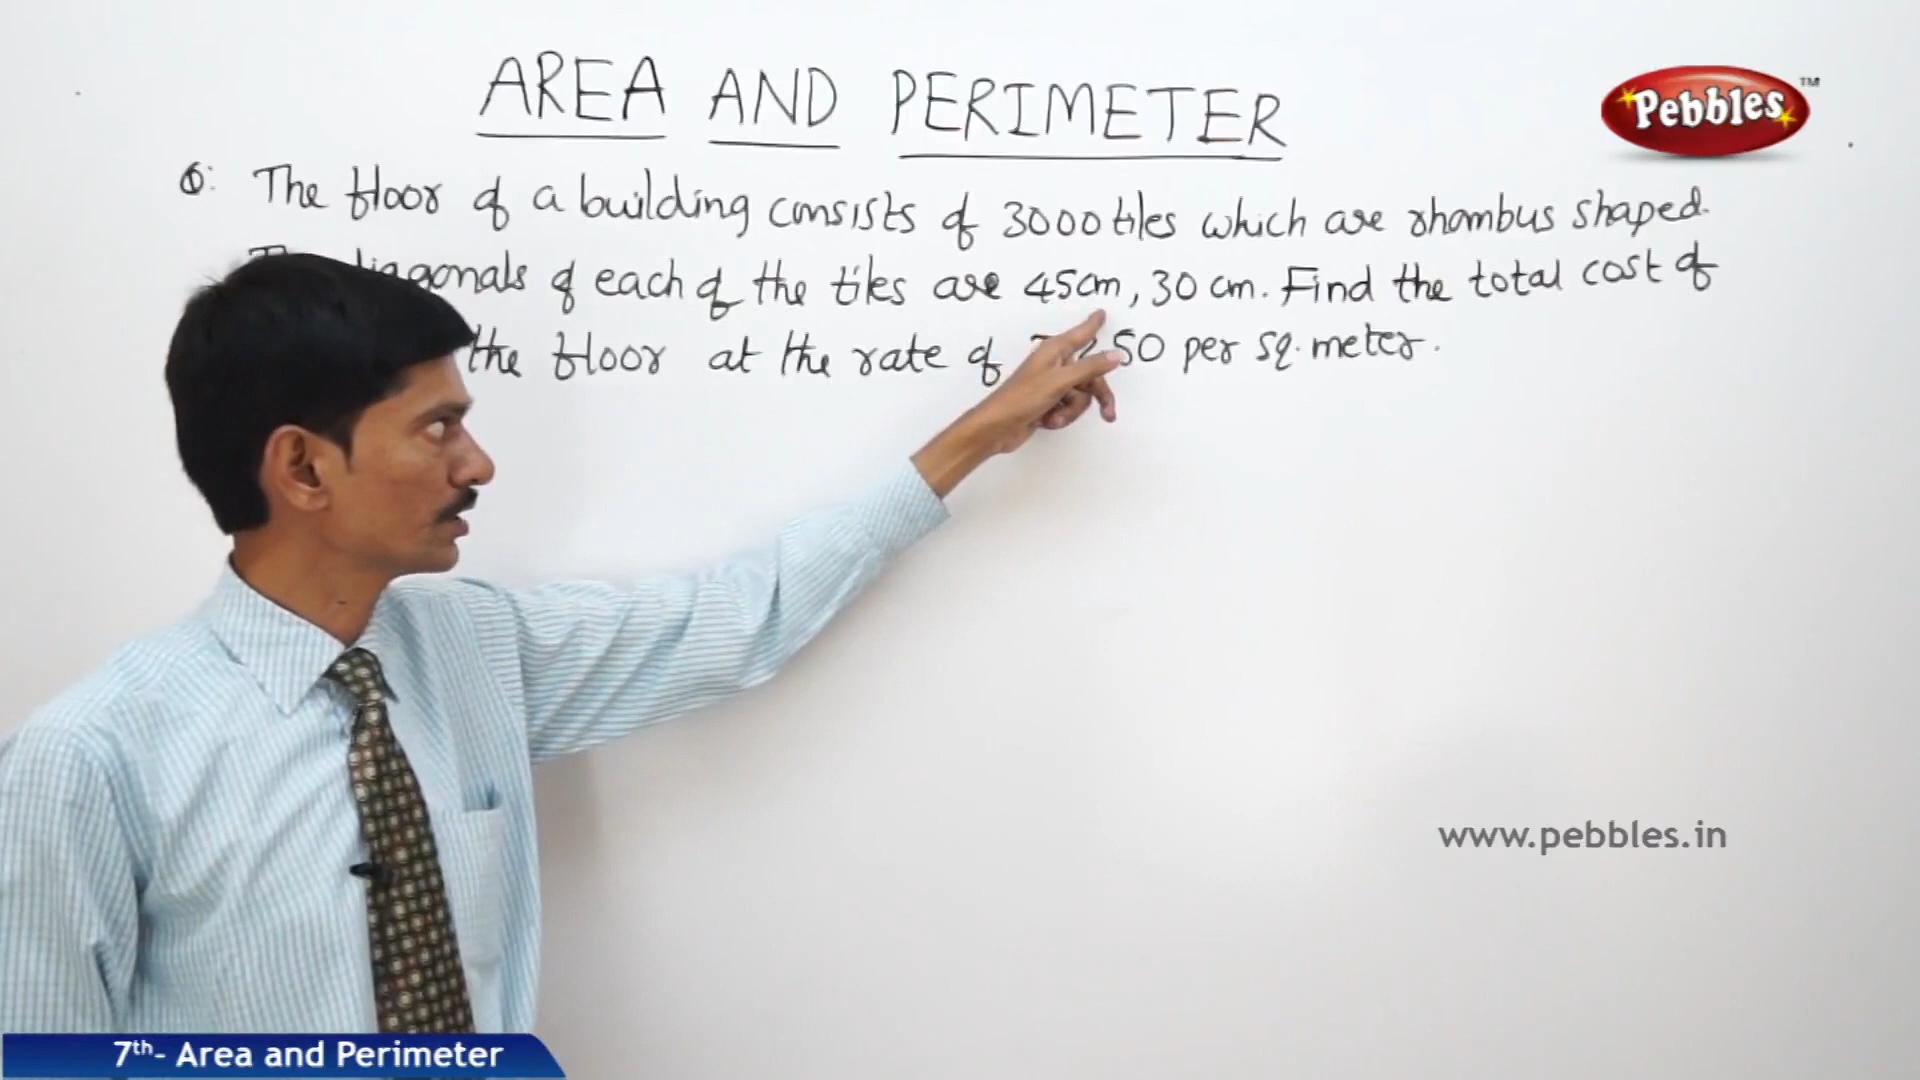 AREA AND PERIMETER
Pebbles TM
6: The floor of a building consists of 3000 tiles which are rhombus shaped.
diagonals of each of the tiles are 45cm, 30 cm. Find the total cost of
the floor at the rate of 50 per sq. meter.
www.pebbles.in
7th- Area and Perimeter